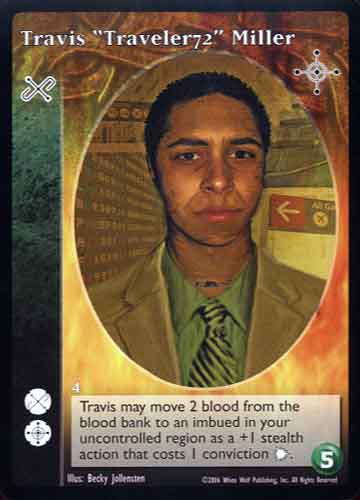 Travis "Traveler72" Miller
All Ga
4
Travis may move 2 blood from the
blood bank to an imbued in your
uncontrolled region as a +1 stealth
action that costs 1 conviction
5
Illus: Becky Jollensten
©2006 White Wolf Publishing, Inc. All Rights Reserved.